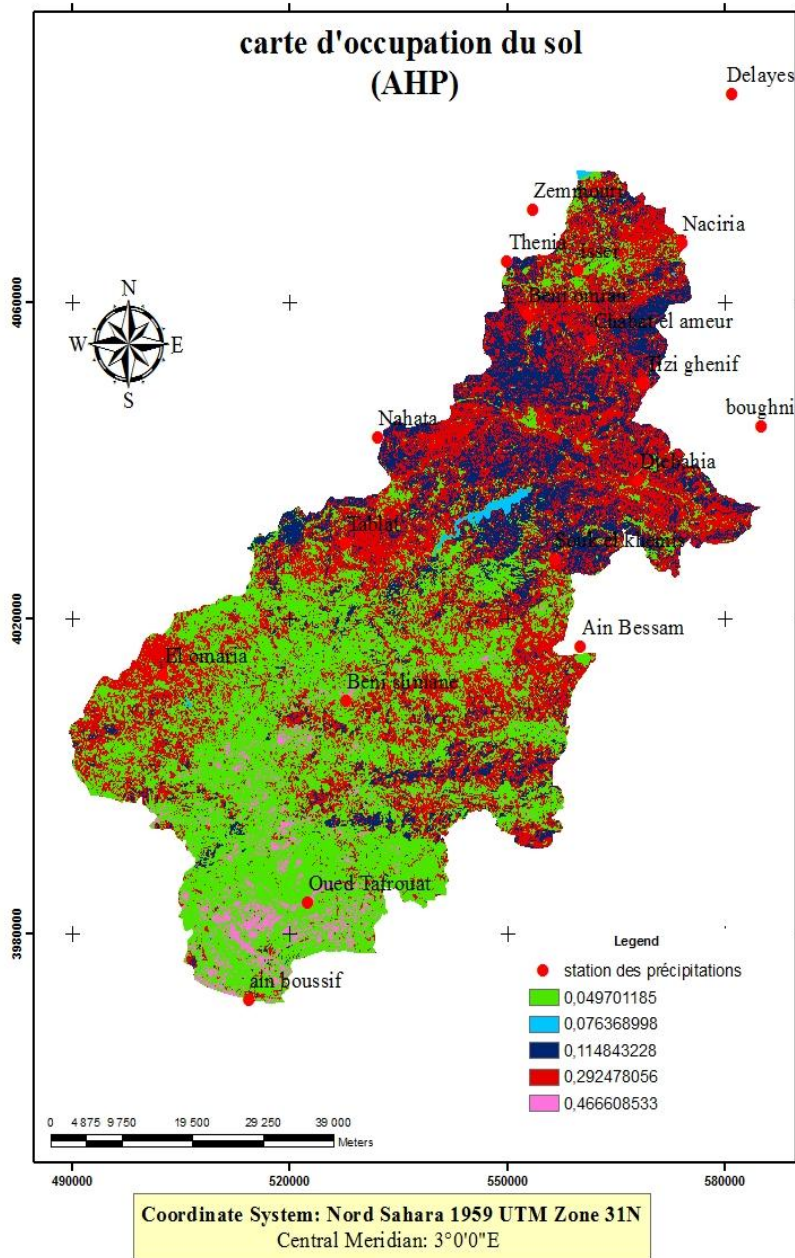 carte d'occupation du sol
(AHP)
Delayes
Zemmouri
Naciria
Thenia
Isser
Beni omran
4060000
N
W
E
S
Chabat el ameur
Tizi ghenif
boughni
Nahata
Djebahia
Tablat
Souk el khemis
4020000
Ain Bessam
El omaria
Beni slimane
Oued Tafrouat
3980000
ain boussif
Legend
station des précipitations
0,049701185
0,076368998
0,114843228
0,292478056
0,466608533
0 4 875 9 750 19 500 29 250 39 000
Meters
490000 520000 550000 580000
Coordinate System: Nord Sahara 1959 UTM Zone 31N
Central Meridian: 3°0'0"E